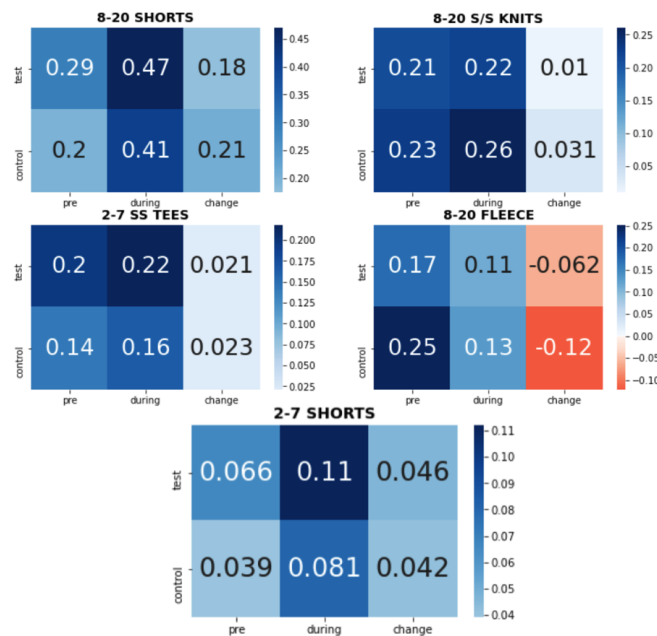 8-20 SHORTS
test 0.29 0.47 0.18
control 0.2 0.41 0.21
pre during change
0.45
0.40
0.35
0.30
0.25
0.20
8-20 S/S KNITS
test 0.21 0.22 0.01
control 0.23 0.26 0.031
pre during change
0.25
0.20
0.15
0.10
0.05
2-7 SS TEES
test 0.2 0.22 0.021
control 0.14 0.16 0.023
pre during change
0.200
0.175
0.150
0.125
0.100
0.075
0.050
0.025
8-20 FLEECE
test 0.17 0.11 -0.062
control 0.25 0.13 -0.12
pre during change
0.25
0.20
0.15
0.10
0.05
0.00
-0.05
-0.10
2-7 SHORTS
test 0.066 0.11 0.046
control 0.039 0.081 0.042
pre during change
0.11
0.10
0.09
0.08
0.07
0.06
0.05
0.04